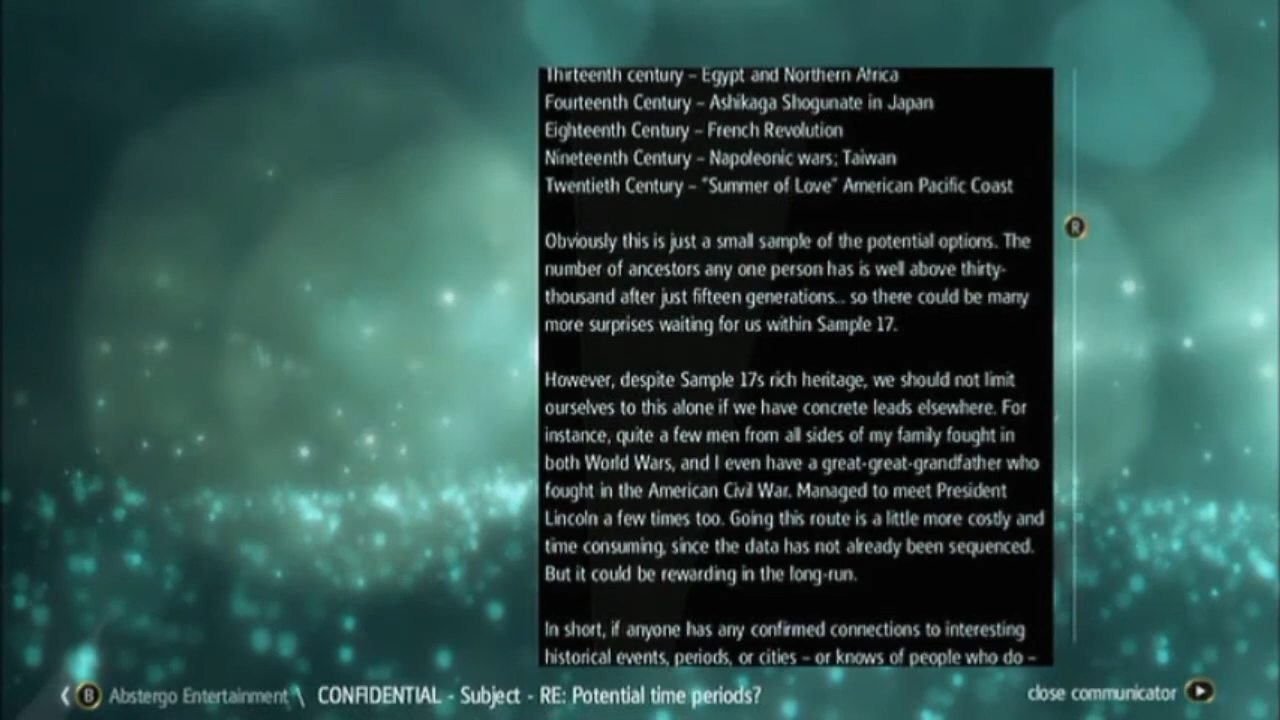 Thirteenth century – Egypt and Northern Africa
Fourteenth Century – Ashikaga Shogunate in Japan
Eighteenth Century – French Revolution
Nineteenth Century – Napoleonic wars; Taiwan
Twentieth Century – "Summer of Love" American Pacific Coast
Obviously this is just a small sample of the potential options. The
number of ancestors any one person has is well above thirty-
thousand after just fifteen generations... so there could be many
more surprises waiting for us within Sample 17.
However, despite Sample 17s rich heritage, we should not limit
ourselves to this alone if we have concrete leads elsewhere. For
instance, quite a few men from all sides of my family fought in
both World Wars, and I even have a great-great-grandfather who
fought in the American Civil War. Managed to meet President
Lincoln a few times too. Going this route is a little more costly and
time consuming, since the data has not already been sequenced.
But it could be rewarding in the long-run.
In short, if anyone has any confirmed connections to interesting
historical events, periods, or cities – or knows of people who do –
R
B Abstergo Entertainment \ CONFIDENTIAL - Subject - RE: Potential time periods?
close communicator